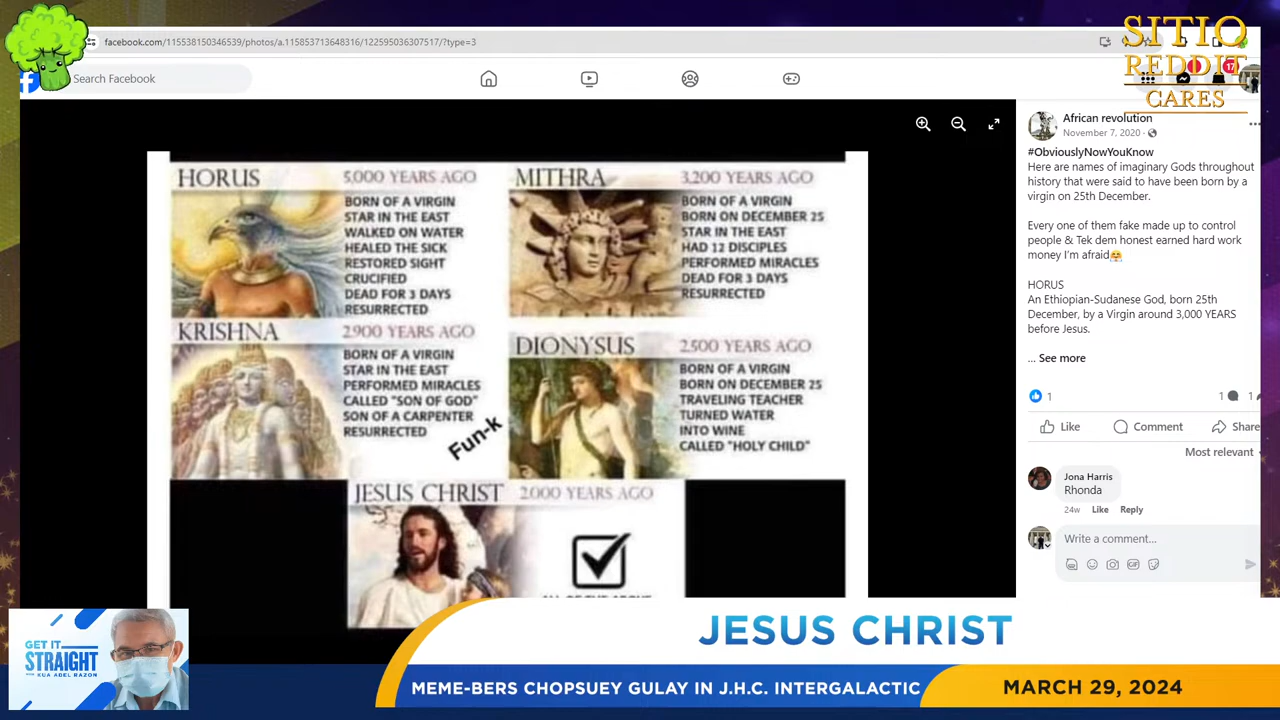 facebook.com/115538150346539/photos/a.115853713648316/122595036307517/?type=3
SITIO
REDDIT
CARES
Search Facebook
17
HORUS
5,000 YEARS AGO
BORN OF A VIRGIN
STAR IN THE EAST
WALKED ON WATER
HEALED THE SICK
RESTORED SIGHT
CRUCIFIED
DEAD FOR 3 DAYS
RESURRECTED
MITHRA
3,200 YEARS AGO
BORN OF A VIRGIN
BORN ON DECEMBER 25
STAR IN THE EAST
HAD 12 DISCIPLES
PERFORMED MIRACLES
DEAD FOR 3 DAYS
RESURRECTED
KRISHNA
2,900 YEARS AGO
BORN OF A VIRGIN
STAR IN THE EAST
PERFORMED MIRACLES
CALLED "SON OF GOD"
SON OF A CARPENTER
RESURRECTED
Fun-k
DIONYSUS
2,500 YEARS AGO
BORN OF A VIRGIN
BORN ON DECEMBER 25
TRAVELING TEACHER
TURNED WATER
INTO WINE
CALLED "HOLY CHILD"
JESUS CHRIST
2,000 YEARS AGO
African revolution
November 7, 2020 ·
#ObviouslyNowYouKnow
Here are names of imaginary Gods throughout
history that were said to have been born by a
virgin on 25th December.
Every one of them fake made up to control
people & Tek dem honest earned hard work
money I'm afraid🤗
HORUS
An Ethiopian-Sudanese God, born 25th
December, by a Virgin around 3,000 YEARS
before Jesus.
... See more
1
1
1
Like
Comment
Share
Most relevant
Jona Harris
Rhonda
24w Like Reply
Write a comment...
GET IT
STRAIGHT
KUA ADEL RAZON
JESUS CHRIST
MEME-BERS CHOPSUEY GULAY IN J.H.C. INTERGALACTIC
MARCH 29, 2024